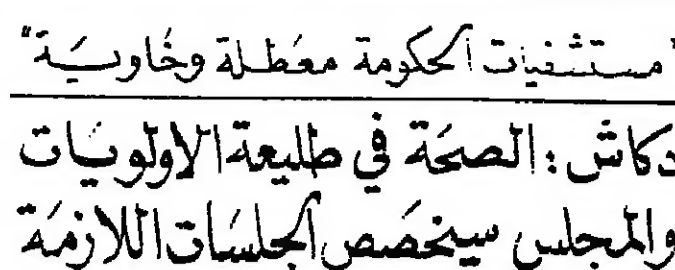 "مستشفيات الحكومة معطلة وخاوية"
دكاش: الصحة في طليعة الاولويات
والمجلس سيخصص الجلسات اللازمة